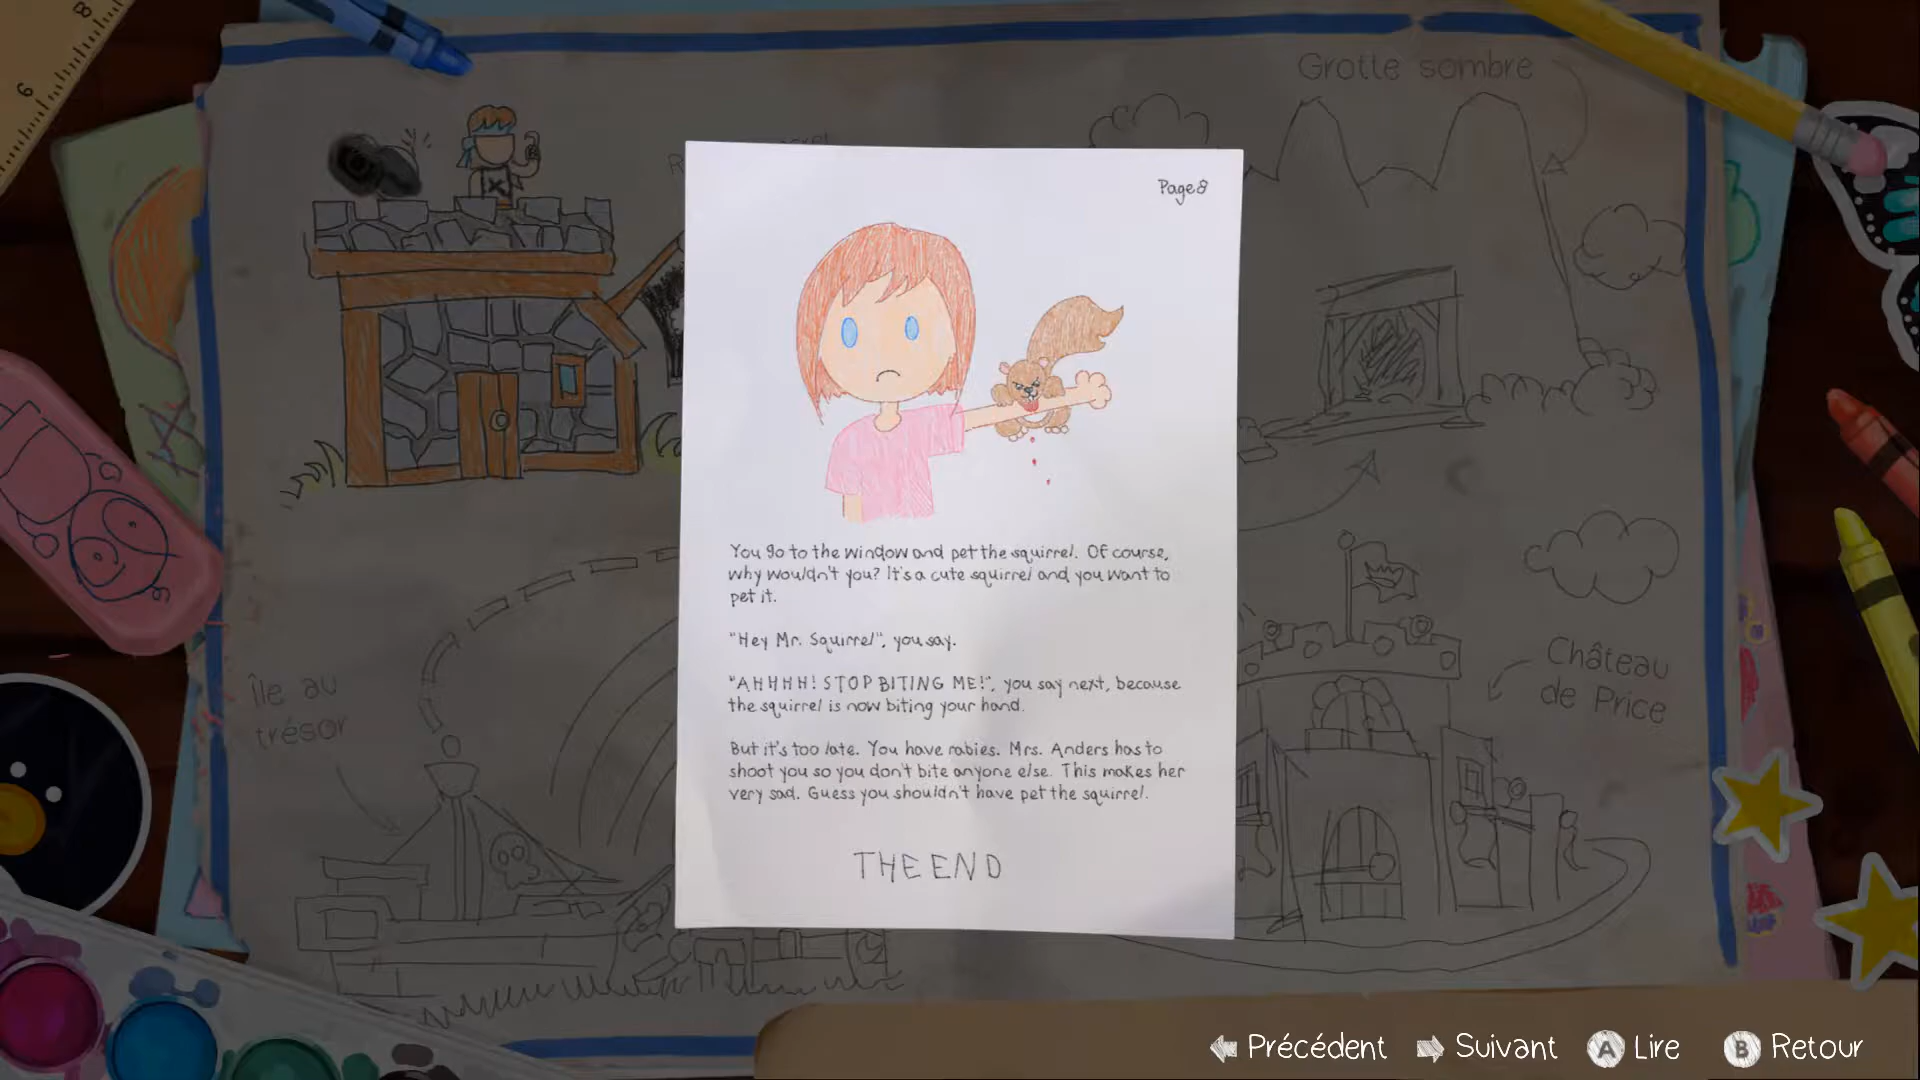 Grotte sombre
Page 8
You go to the window and pet the squirrel. Of course,
why wouldn't you? It's a cute squirrel and you want to
pet it.
"Hey Mr. Squirrel", you say.
"AHHHH! STOP BITING ME!", you say next, because
the squirrel is now biting your hand.
But it's too late. You have rabies. Mrs. Anders has to
shoot you so you don't bite anyone else. This makes her
very sad. Guess you shouldn't have pet the squirrel.
THE END
Île au
trésor
Château
de Price
8
9
Précédent
Suivant
A Lire
B Retour